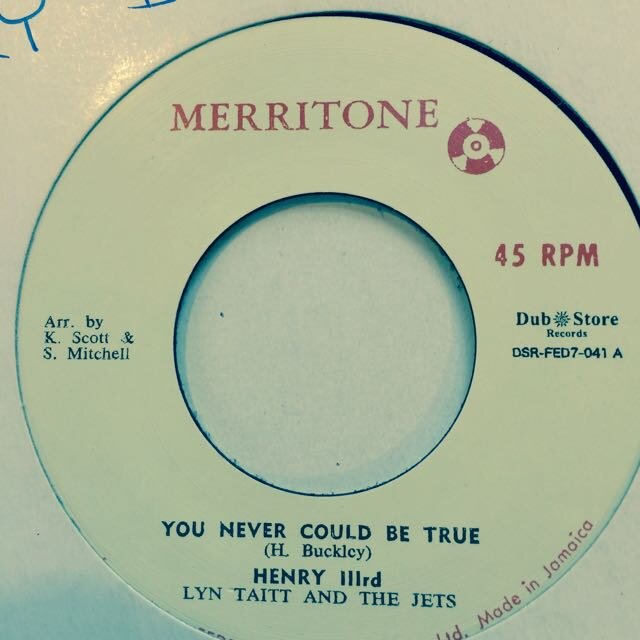 MERRITONE
45 RPM
Dub Store
Records
DSR-FED7-041 A
Arr. by
K. Scott &
S. Mitchell
YOU NEVER COULD BE TRUE
(H. Buckley)
HENRY IIIrd
LYN TAITT AND THE JETS
Ltd. Made in Jamaica